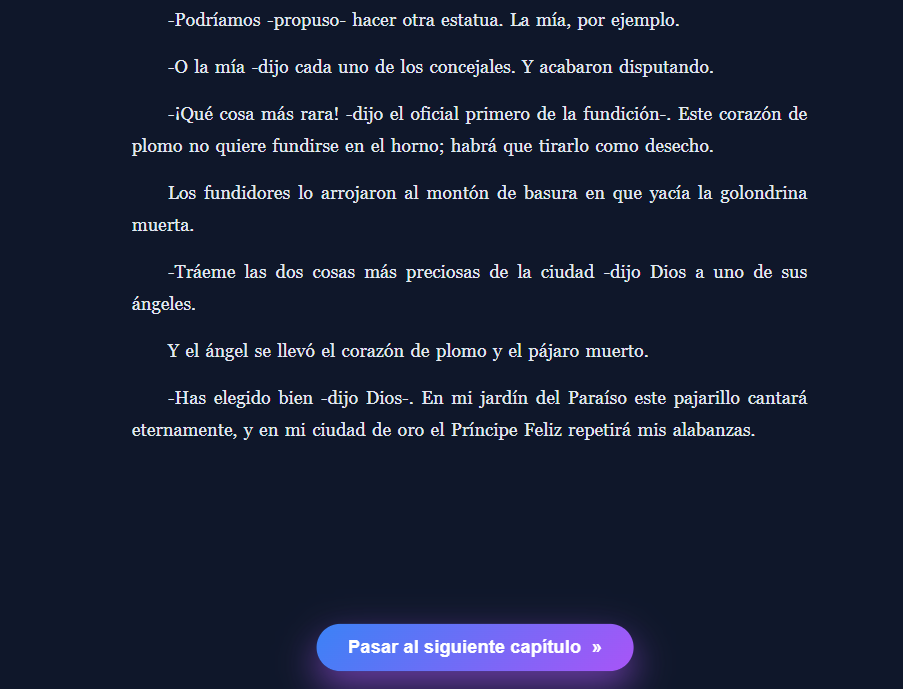 -Podríamos -propuso- hacer otra estatua. La mía, por ejemplo.
-O la mía -dijo cada uno de los concejales. Y acabaron disputando.
-¡Qué cosa más rara! -dijo el oficial primero de la fundición-. Este corazón de
plomo no quiere fundirse en el horno; habrá que tirarlo como desecho.
Los fundidores lo arrojaron al montón de basura en que yacía la golondrina
muerta.
-Tráeme las dos cosas más preciosas de la ciudad -dijo Dios a uno de sus
ángeles.
Y el ángel se llevó el corazón de plomo y el pájaro muerto.
-Has elegido bien -dijo Dios-. En mi jardín del Paraíso este pajarillo cantará
eternamente, y en mi ciudad de oro el Príncipe Feliz repetirá mis alabanzas.
Pasar al siguiente capítulo »